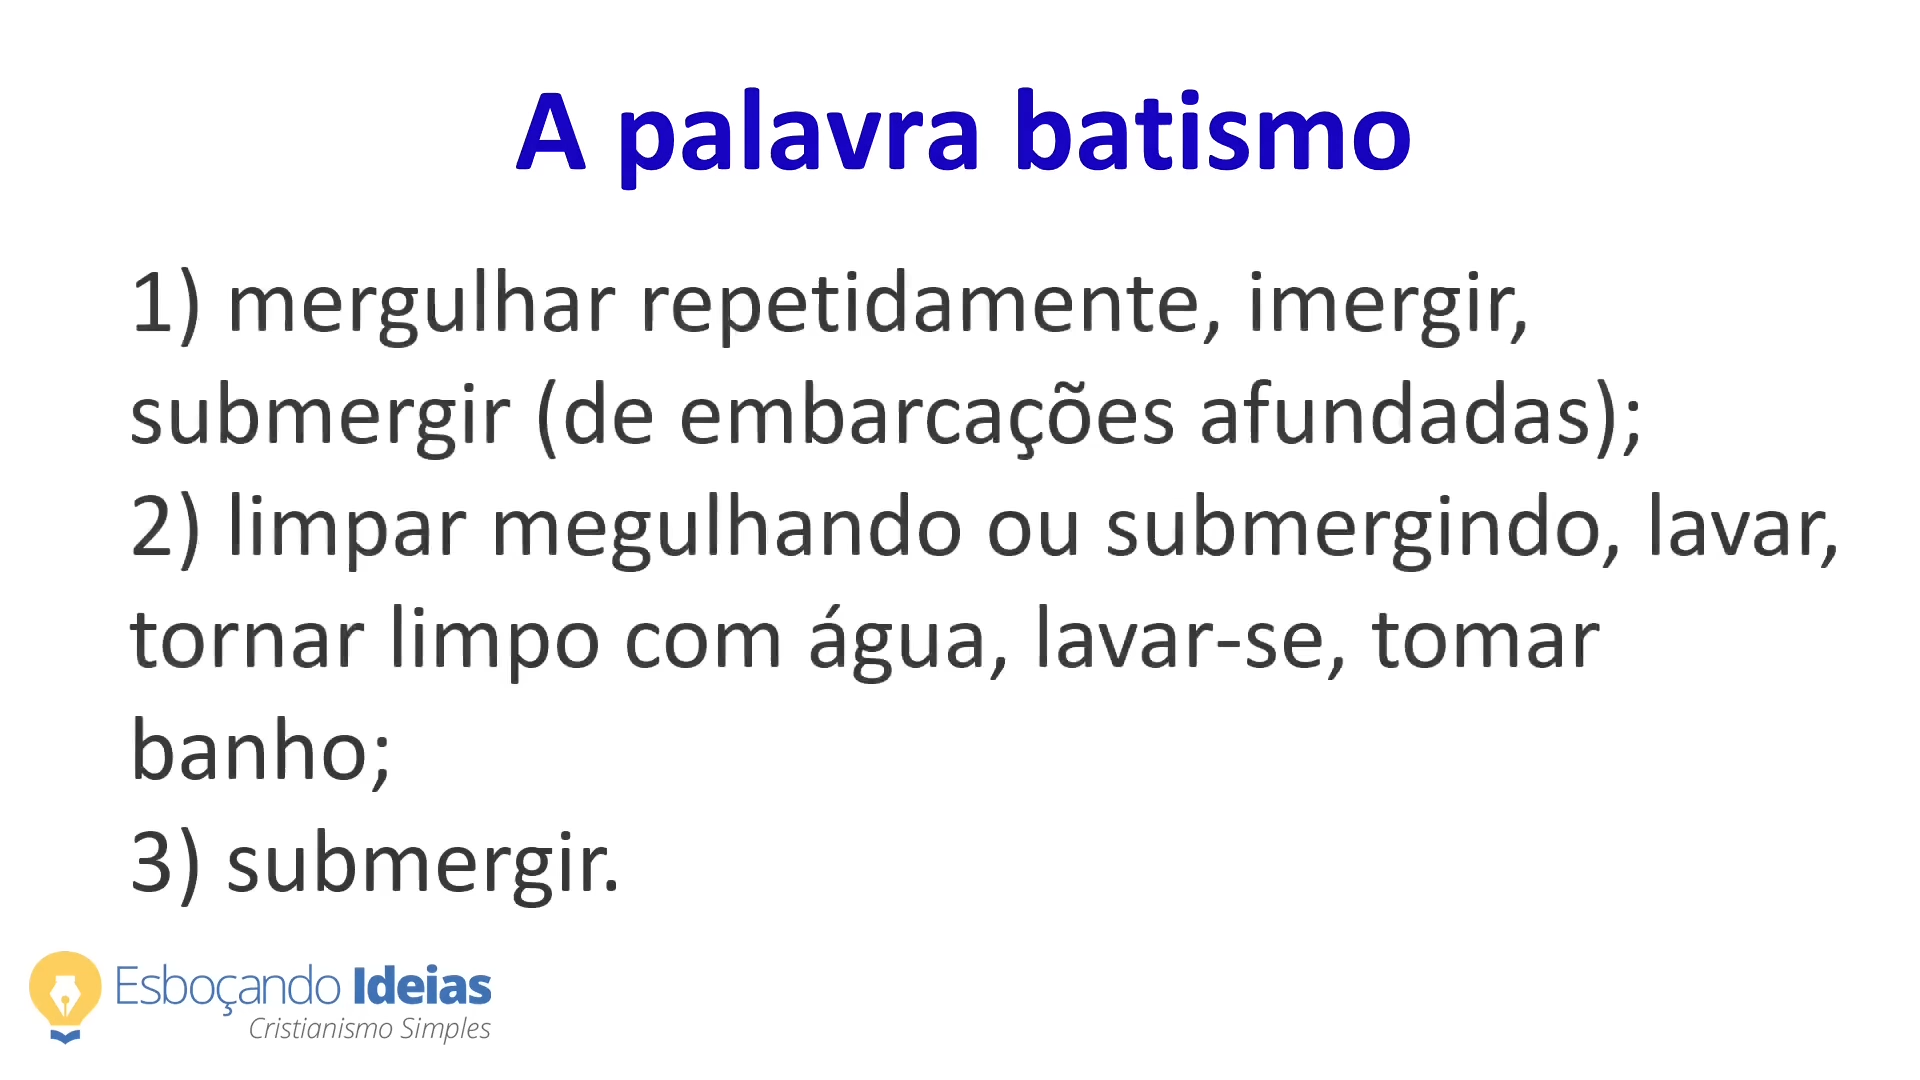 A palavra batismo
1) mergulhar repetidamente, imergir,
submergir (de embarcações afundadas);
2) limpar megulhando ou submergindo, lavar,
tornar limpo com água, lavar-se, tomar
banho;
3) submergir.
Esboçando Ideias
Cristianismo Simples